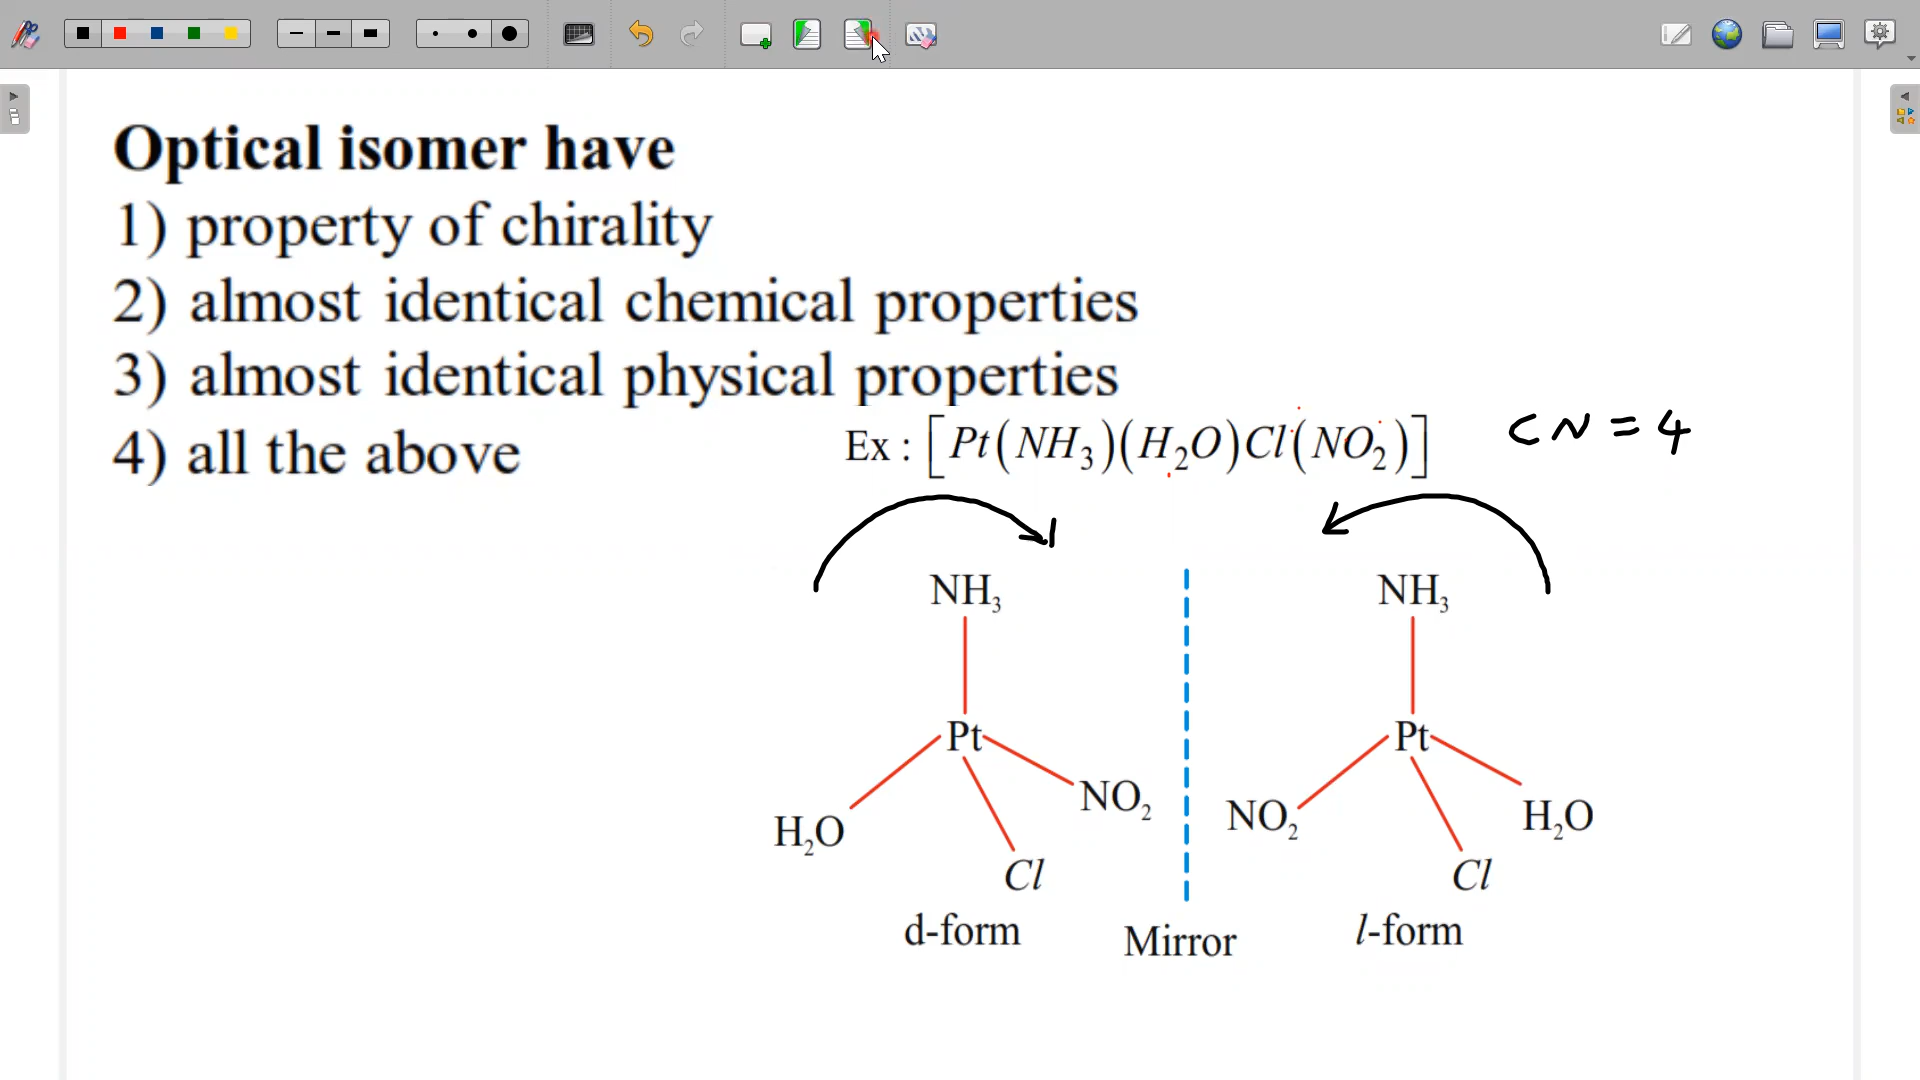 Optical isomer have
1) property of chirality
2) almost identical chemical properties
3) almost identical physical properties
4) all the above
Ex : [Pt(NH₃)(H₂O)Cl(NO₂)] CN = 4
NH₃ NH₃
Pt Pt
H₂O NO₂ NO₂ H₂O
Cl Cl
d-form Mirror l-form